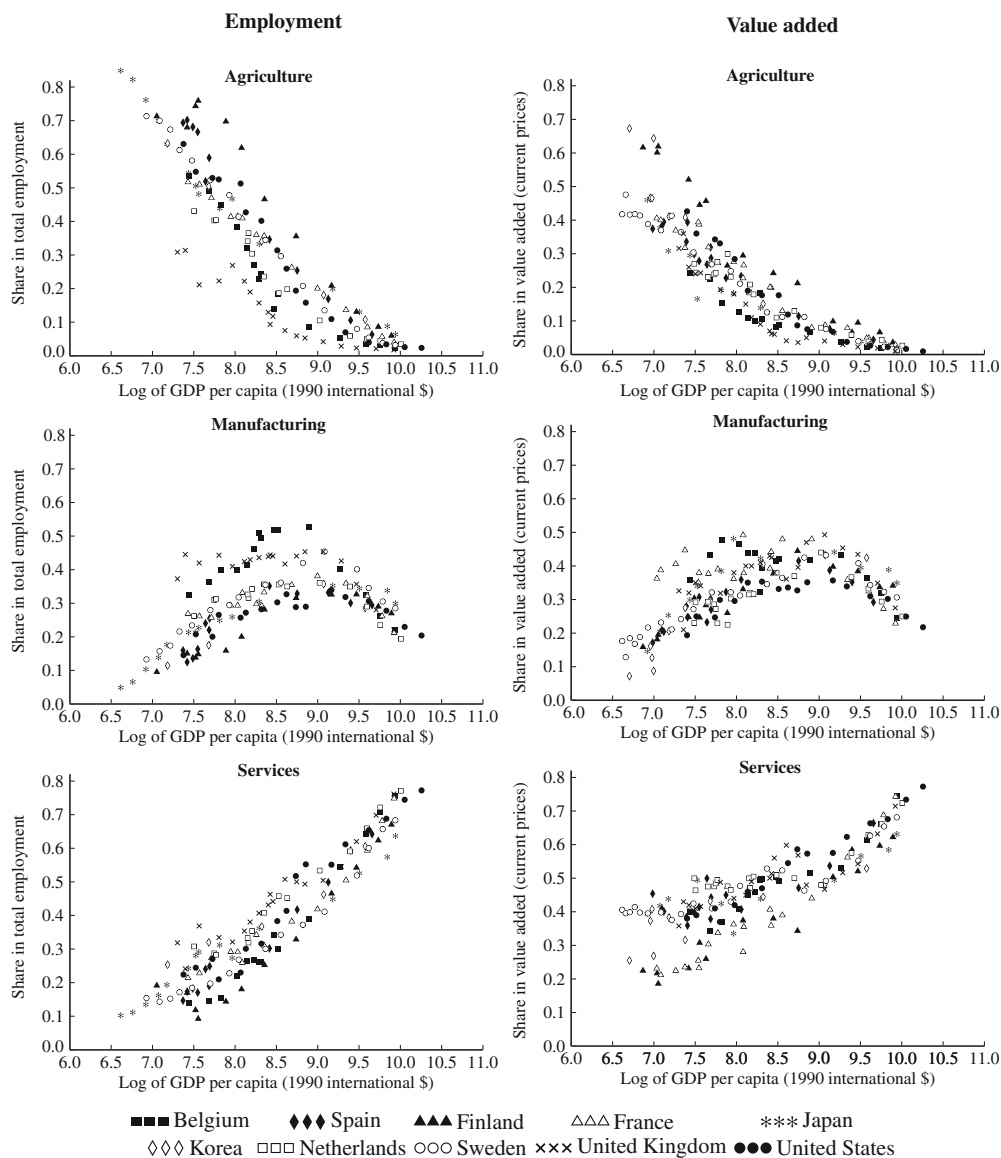 Employment
Value added
Agriculture
Share in total employment
0.8
0.7
0.6
0.5
0.4
0.3
0.2
0.1
0.0
6.0 7.0 7.5 8.0 8.5 9.0 9.5 10.0 10.5 11.0
Log of GDP per capita (1990 international $)
Agriculture
Share in value added (current prices)
0.8
0.7
0.6
0.5
0.4
0.3
0.2
0.1
0.0
6.0 7.0 7.5 8.0 8.5 9.0 9.5 10.0 10.5 11.0
Log of GDP per capita (1990 international $)
Manufacturing
Share in total employment
0.8
0.7
0.6
0.5
0.4
0.3
0.2
0.1
0.0
6.0 7.0 7.5 8.0 8.5 9.0 9.5 10.0 10.5 11.0
Log of GDP per capita (1990 international $)
Manufacturing
Share in value added (current prices)
0.8
0.7
0.6
0.5
0.4
0.3
0.2
0.1
0.0
6.0 7.0 7.5 8.0 8.5 9.0 9.5 10.0 10.5 11.0
Log of GDP per capita (1990 international $)
Services
Share in total employment
0.8
0.7
0.6
0.5
0.4
0.3
0.2
0.1
0.0
6.0 7.0 7.5 8.0 8.5 9.0 9.5 10.0 10.5 11.0
Log of GDP per capita (1990 international $)
Services
Share in value added (current prices)
0.8
0.7
0.6
0.5
0.4
0.3
0.2
0.1
0.0
6.0 7.0 7.5 8.0 8.5 9.0 9.5 10.0 10.5 11.0
Log of GDP per capita (1990 international $)
Belgium Spain Finland France Japan
Korea Netherlands Sweden United Kingdom United States